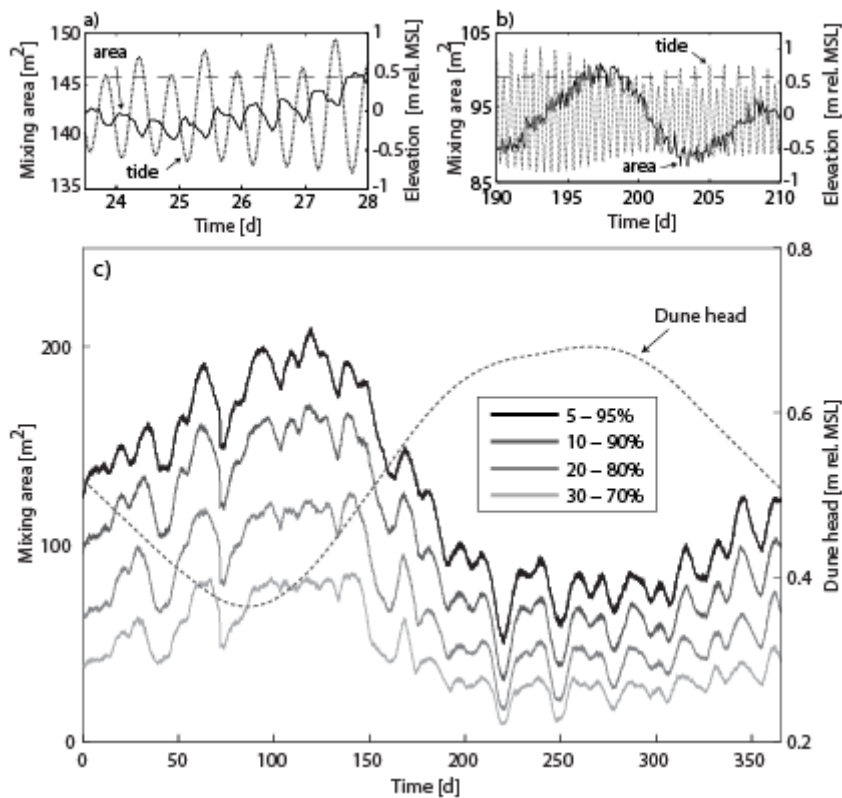 a)
150
145
140
135
Mixing area [m²]
area
tide
1
0.5
0
-0.5
-1
Elevation [m rel. MSL]
24
25
26
27
28
Time [d]
b)
105
95
85
Mixing area [m²]
tide
area
1
0.5
0
-0.5
-1
Elevation [m rel. MSL]
190
195
200
205
210
Time [d]
c)
200
100
0
Mixing area [m²]
Dune head
5 – 95%
10 – 90%
20 – 80%
30 – 70%
0.8
0.6
0.4
0.2
Dune head [m rel. MSL]
0
50
100
150
200
250
300
350
Time [d]